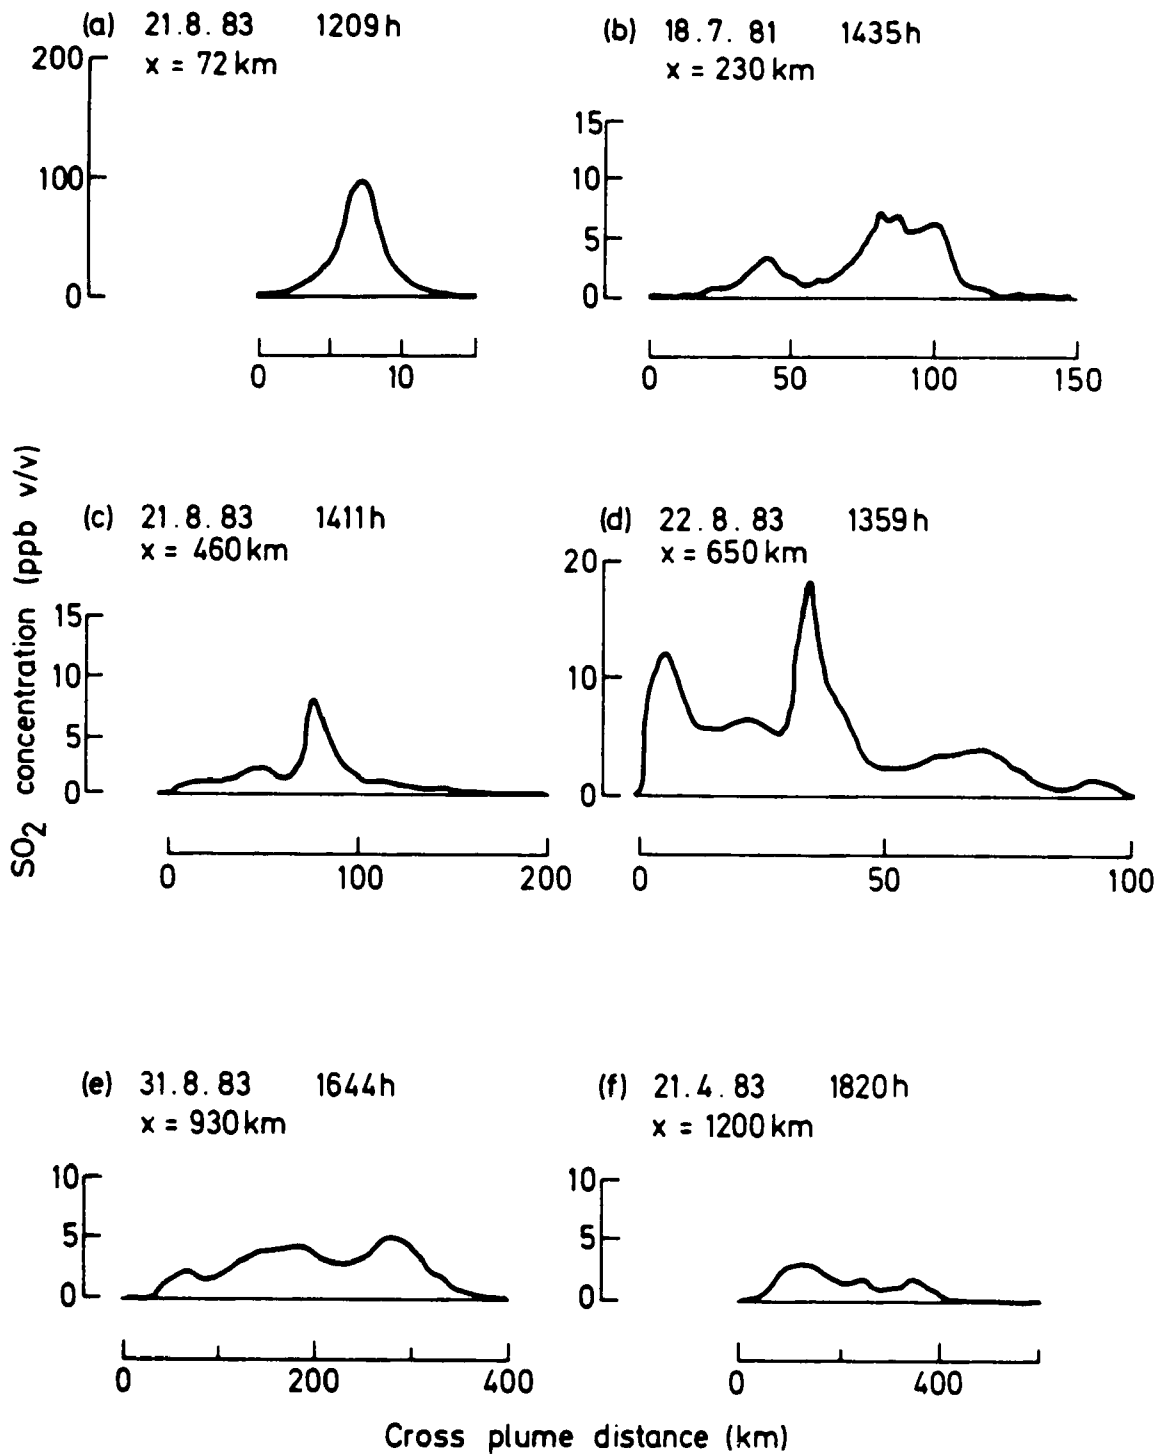 (a) 21.8.83 1209h
x = 72 km
200
100
0
0 10
(b) 18.7.81 1435h
x = 230 km
15
10
5
0
0 50 100 150
SO2 concentration (ppb v/v)
(c) 21.8.83 1411h
x = 460 km
15
10
5
0
0 100 200
(d) 22.8.83 1359h
x = 650 km
20
10
0
0 50 100
(e) 31.8.83 1644h
x = 930 km
10
5
0
0 200 400
(f) 21.4.83 1820h
x = 1200 km
10
5
0
0 400
Cross plume distance (km)